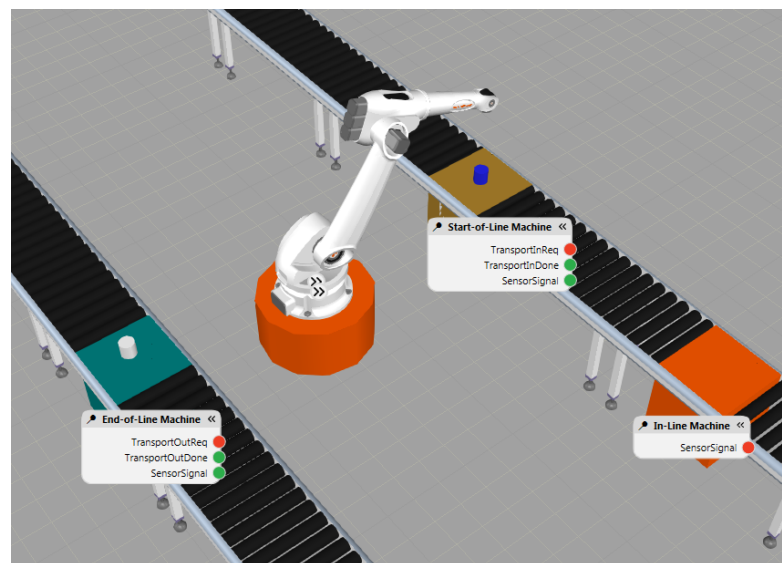 Start-of-Line Machine
TransportInReq
TransportInDone
SensorSignal
End-of-Line Machine
TransportOutReq
TransportOutDone
SensorSignal
In-Line Machine
SensorSignal